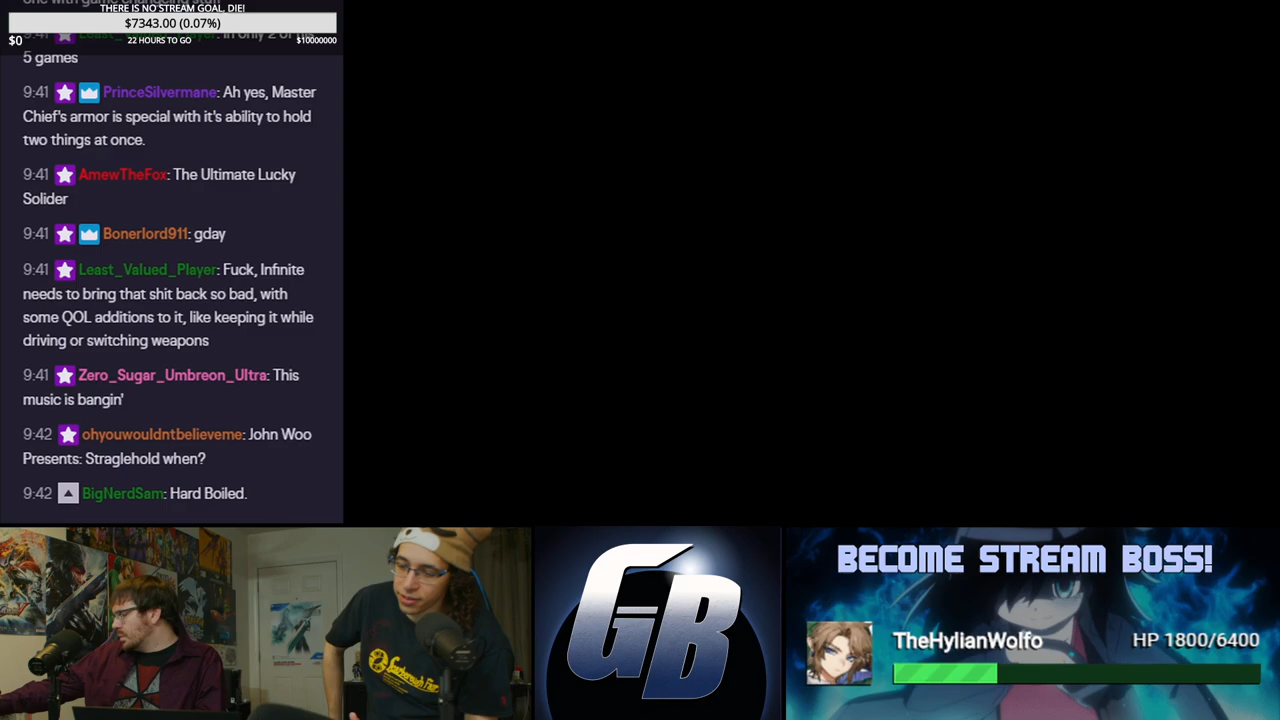 THERE IS NO STREAM GOAL, DIE!
$7343.00 (0.07%)
$0 22 HOURS TO GO $10000000
5 games
9:41 PrinceSilvermane: Ah yes, Master
Chief's armor is special with it's ability to hold
two things at once.
9:41 AmewTheFox: The Ultimate Lucky
Solider
9:41 Bonerlord911: gday
9:41 Least_Valued_Player: Fuck, Infinite
needs to bring that shit back so bad, with
some QOL additions to it, like keeping it while
driving or switching weapons
9:41 Zero_Sugar_Umbreon_Ultra: This
music is bangin'
9:42 ohyouwouldntbelieveme: John Woo
Presents: Straglehold when?
9:42 BigNerdSam: Hard Boiled.
GB
BECOME STREAM BOSS!
TheHylianWolfo HP 1800/6400